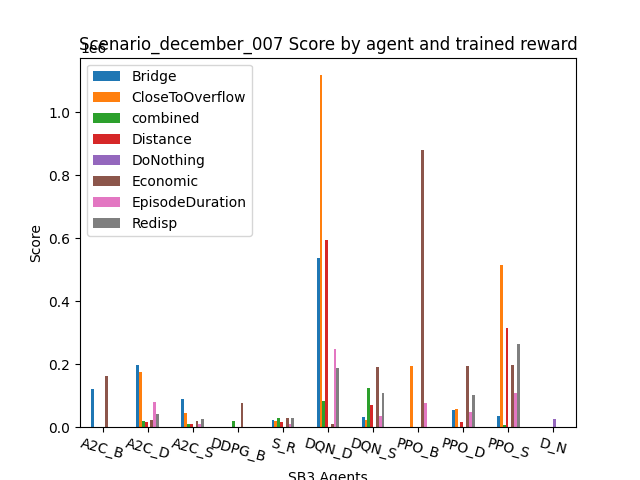 Scenario_december_007 Score by agent and trained reward
1e6
Bridge
CloseToOverflow
combined
Distance
DoNothing
Economic
EpisodeDuration
Redisp
Score
1.0
0.8
0.6
0.4
0.2
0.0
A2C_B A2C_D A2C_S DDPG_B S_R DQN_D DQN_S PPO_B PPO_D PPO_S D_N
SB3 Agents